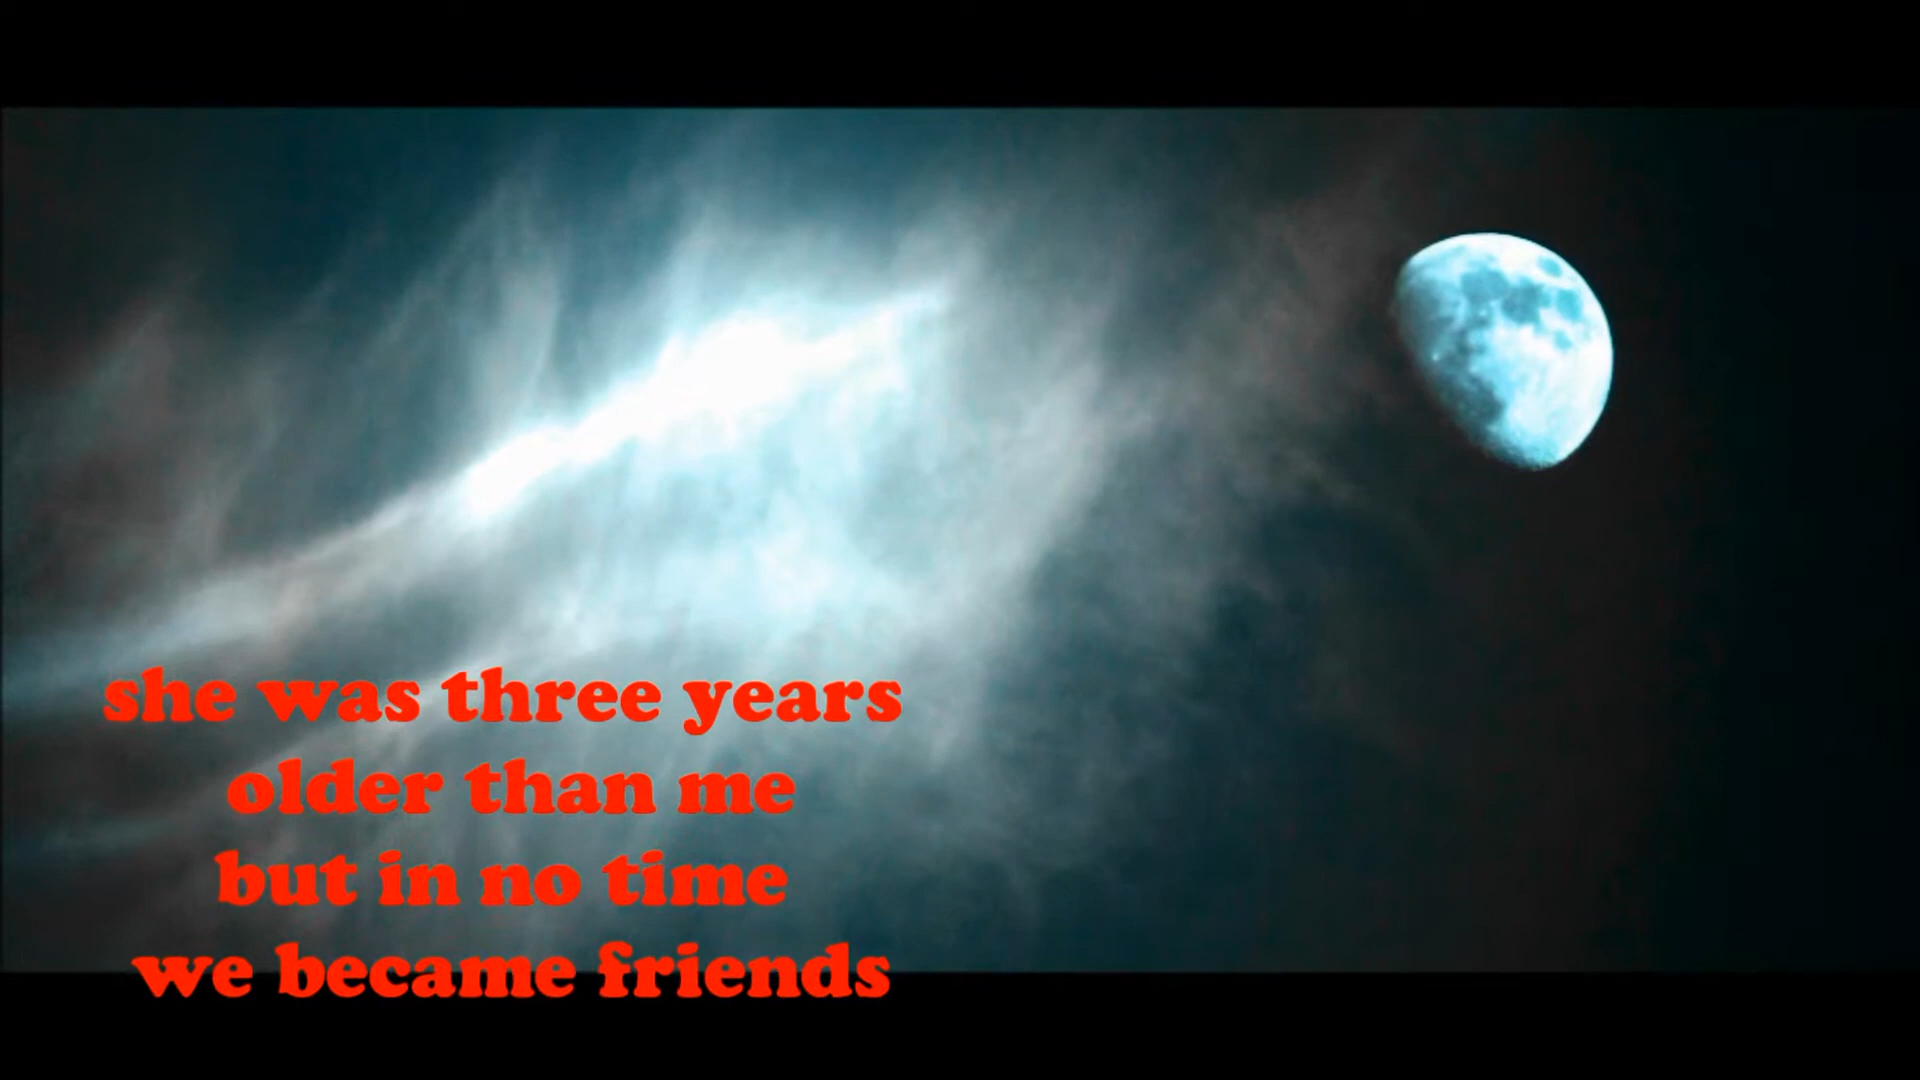 she was three years
older than me
but in no time
we became friends